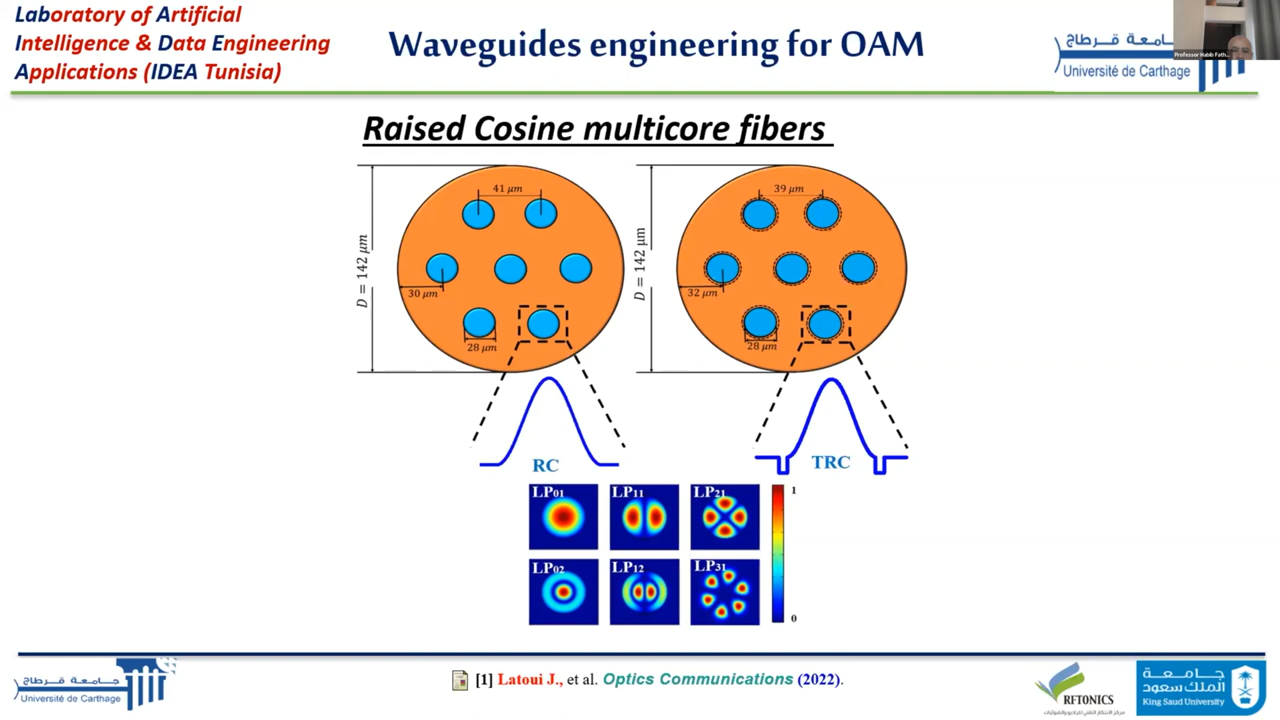 Laboratory of Artificial
Intelligence & Data Engineering
Applications (IDEA Tunisia)
Waveguides engineering for OAM
جامعة قرطاج
Université de Carthage
Professor Habib Fath...
Raised Cosine multicore fibers
D = 142 μm
41 μm
30 μm
28 μm
RC
D = 142 μm
39 μm
32 μm
28 μm
TRC
LP01
LP11
LP21
LP02
LP12
LP31
1
0
جامعة قرطاج
Université de Carthage
[1] Latoui J., et al. Optics Communications (2022).
RFTONICS
جامعة
الملك سعود
King Saud University